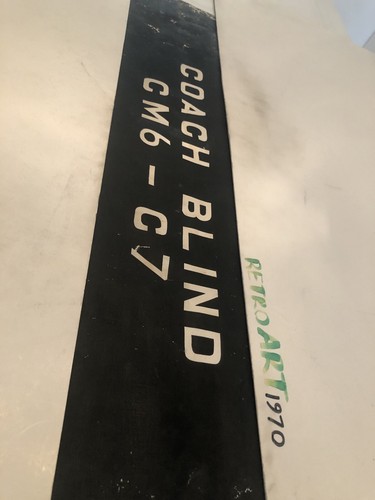 COACH BLIND
CM6 - C7
RETROART1970